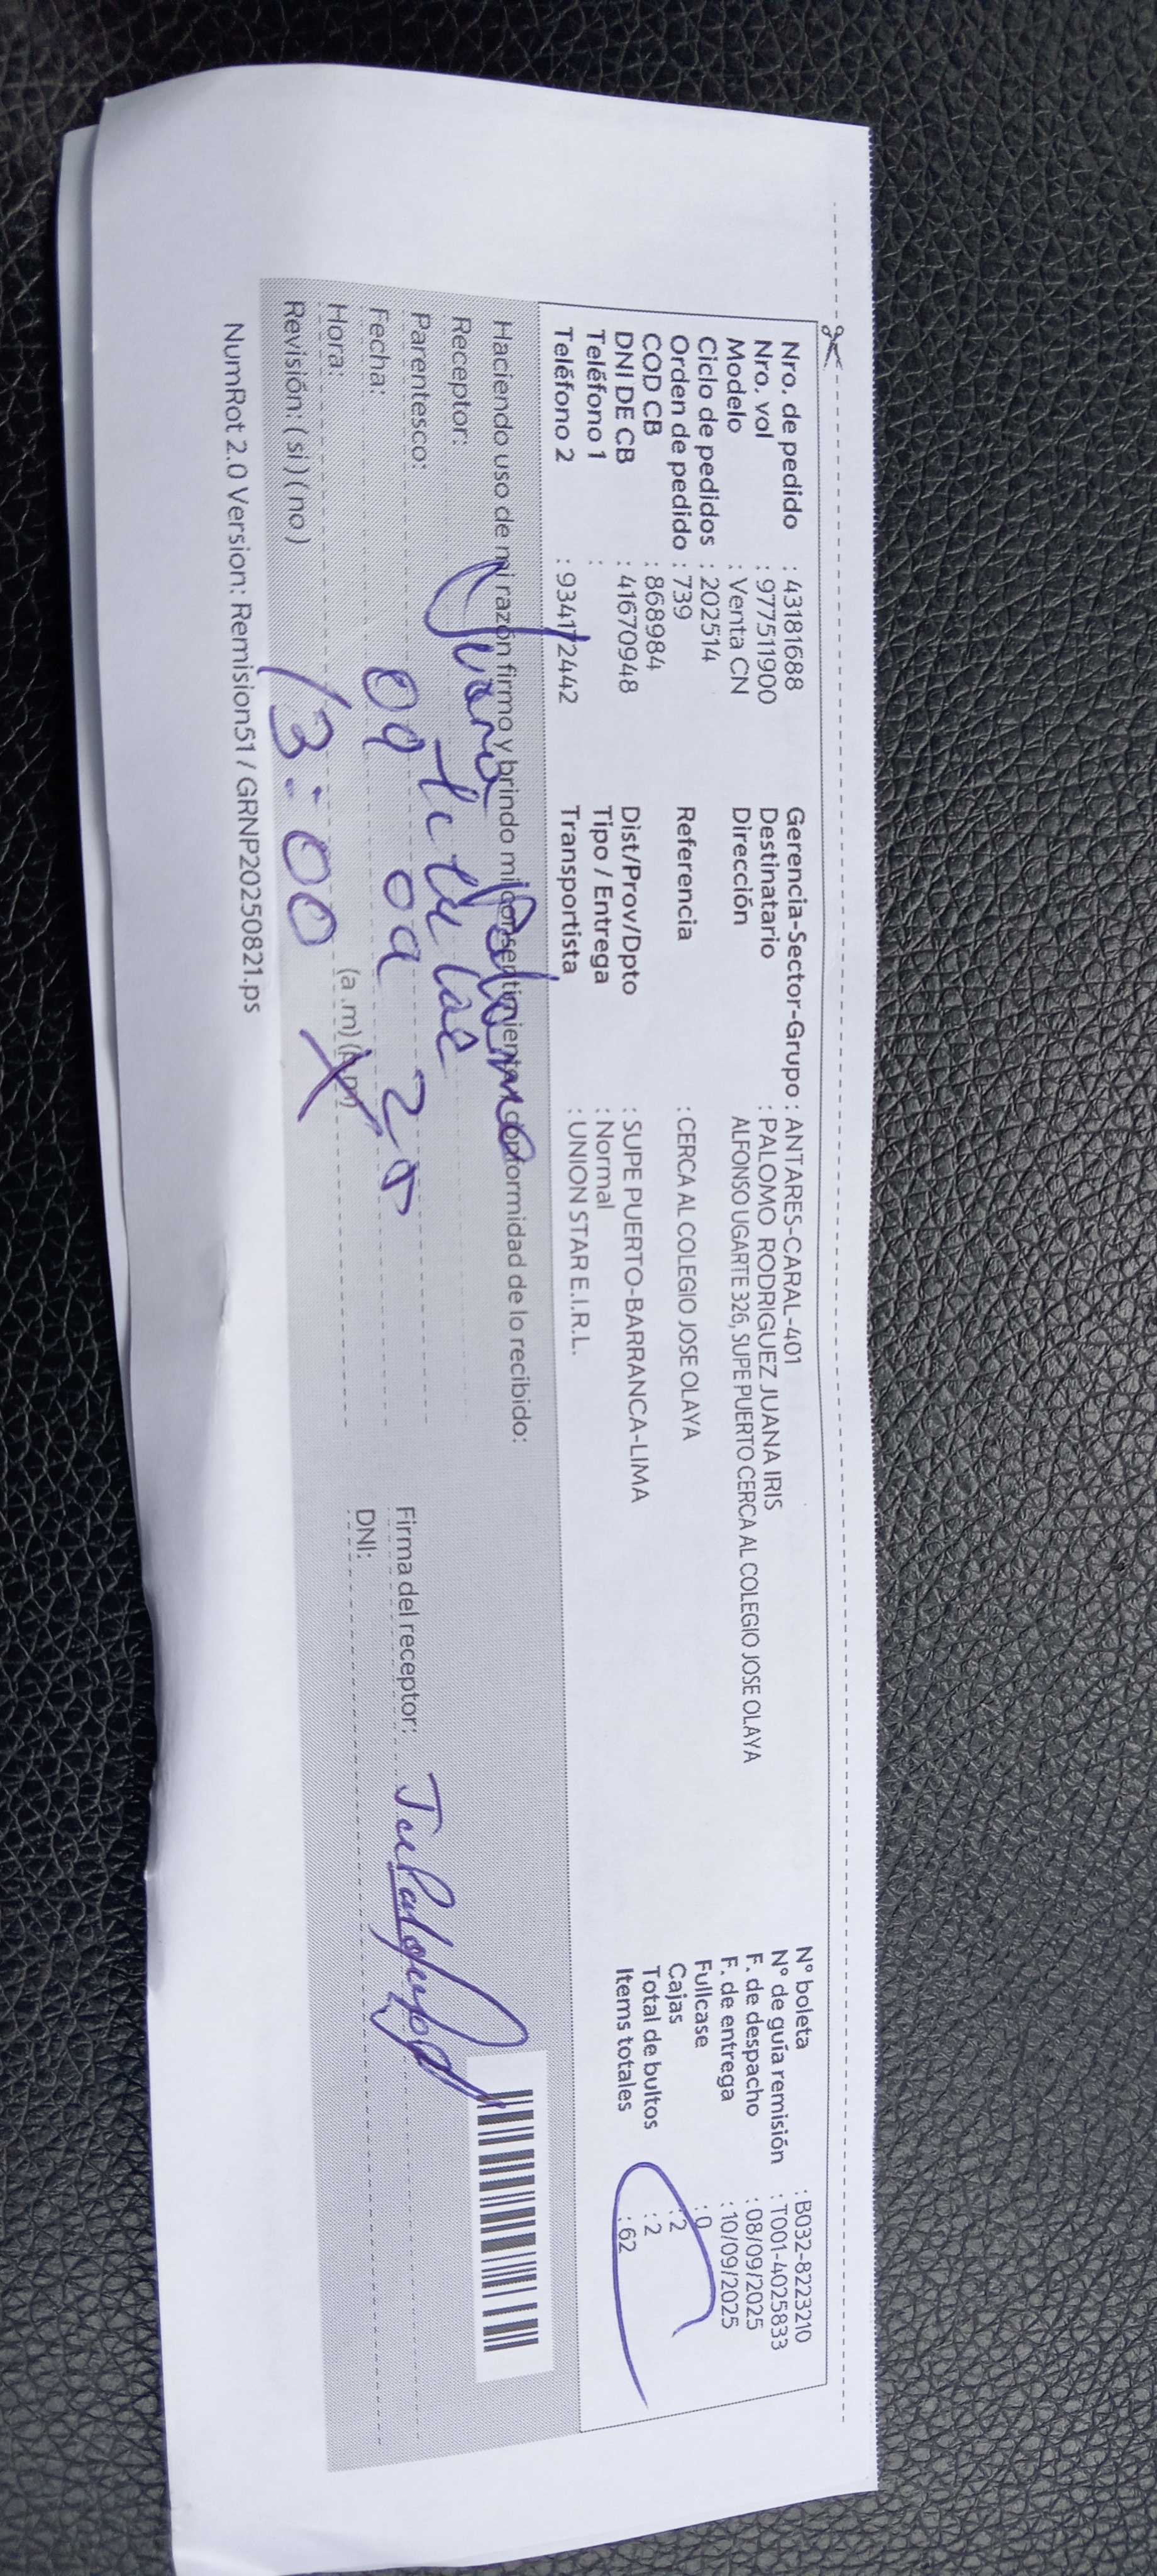 Nro. de pedido : 43181688
Nro. vol : 977511900
Modelo : Venta CN
Ciclo de pedidos : 202514
Orden de pedido : 739
COD CB : 868984
DNI DE CB : 41670948
Teléfono 1 :
Teléfono 2 : 934172442
Gerencia-Sector-Grupo : ANTARES-CARAL-401
Destinatario : PALOMO RODRIGUEZ JUANA IRIS
Dirección ALFONSO UGARTE 326, SUPE PUERTO CERCA AL COLEGIO JOSE OLAYA
Referencia : CERCA AL COLEGIO JOSE OLAYA
Dist/Prov/Dpto : SUPE PUERTO-BARRANCA-LIMA
Tipo / Entrega : Normal
Transportista : UNION STAR E.I.R.L.
N° boleta : B032-8223210
N° de guía remisión : T001-4025833
F. de despacho : 08/09/2025
F. de entrega : 10/09/2025
Fullcase : 0
Cajas : 2
Total de bultos : 2
Items totales : 62
Haciendo uso de mi razón firmo y brindo mi consentimiento y conformidad de lo recibido:
Receptor: Juana Palomo
Parentesco: titular
Fecha: 09 09 25
Hora: 13:00 (a.m) (p.m)
Revisión: ( si ) ( no )
Firma del receptor:
DNI:
NumRot 2.0 Version: Remision51 / GRNP20250821.ps